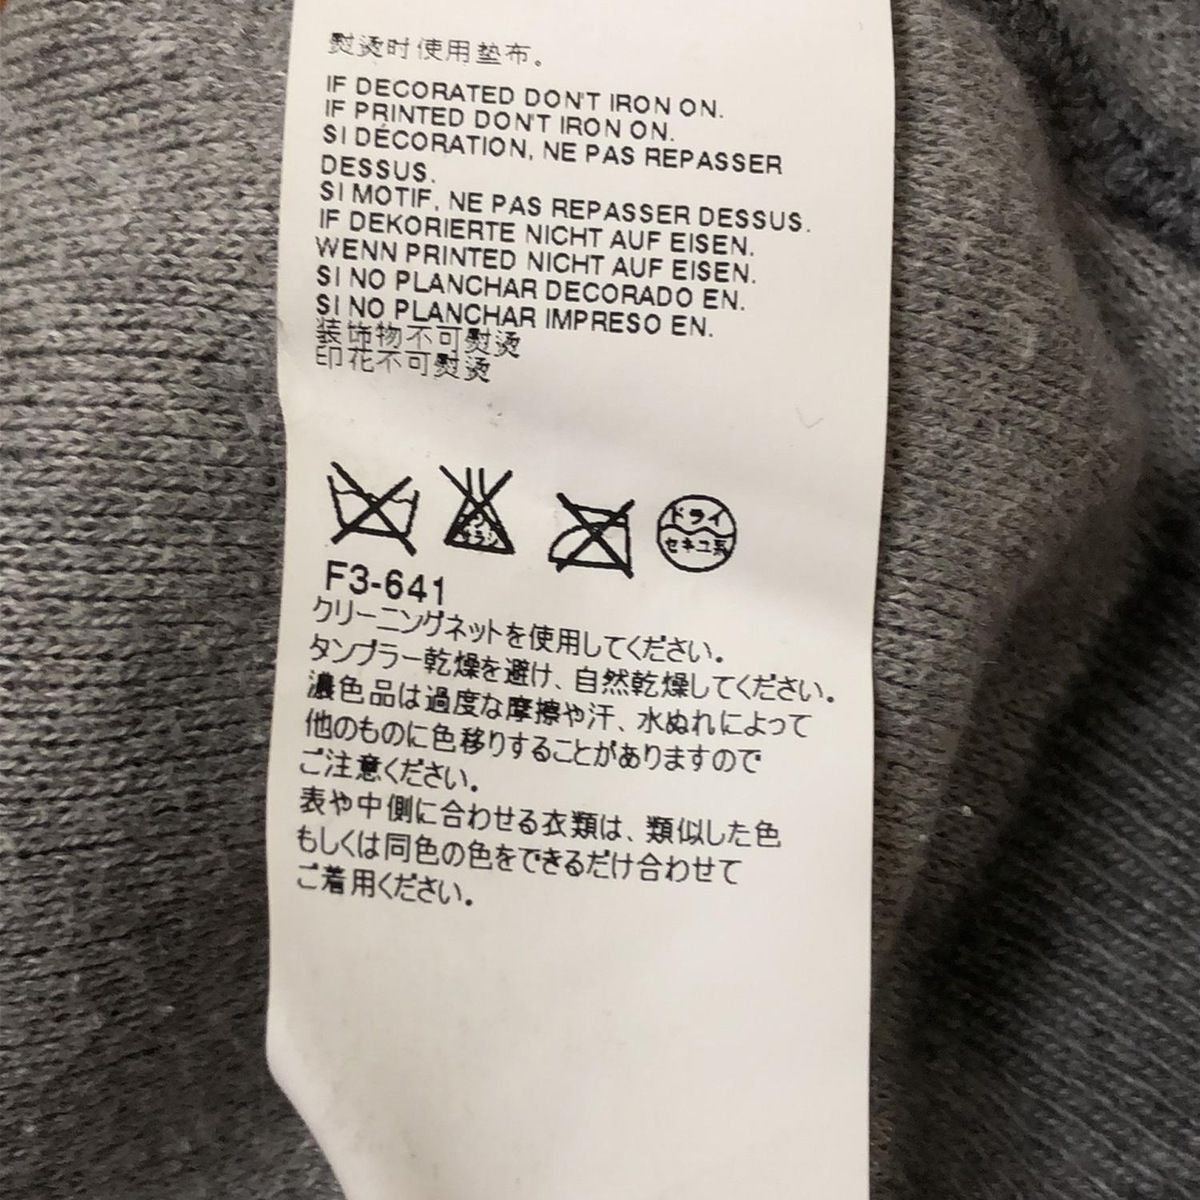 熨烫时使用垫布。
IF DECORATED DON'T IRON ON.
IF PRINTED DON'T IRON ON.
SI DÉCORATION, NE PAS REPASSER
DESSUS.
SI MOTIF, NE PAS REPASSER DESSUS.
IF DEKORIERTE NICHT AUF EISEN.
WENN PRINTED NICHT AUF EISEN.
SI NO PLANCHAR DECORADO EN.
SI NO PLANCHAR IMPRESO EN.
装饰物不可熨烫
印花不可熨烫
ドライ
セキユ系
F3-641
クリーニングネットを使用してください。
タンブラー乾燥を避け、自然乾燥してください。
濃色品は過度な摩擦や汗、水ぬれによって
他のものに色移りすることがありますので
ご注意ください。
表や中側に合わせる衣類は、類似した色
もしくは同色の色をできるだけ合わせて
ご着用ください。